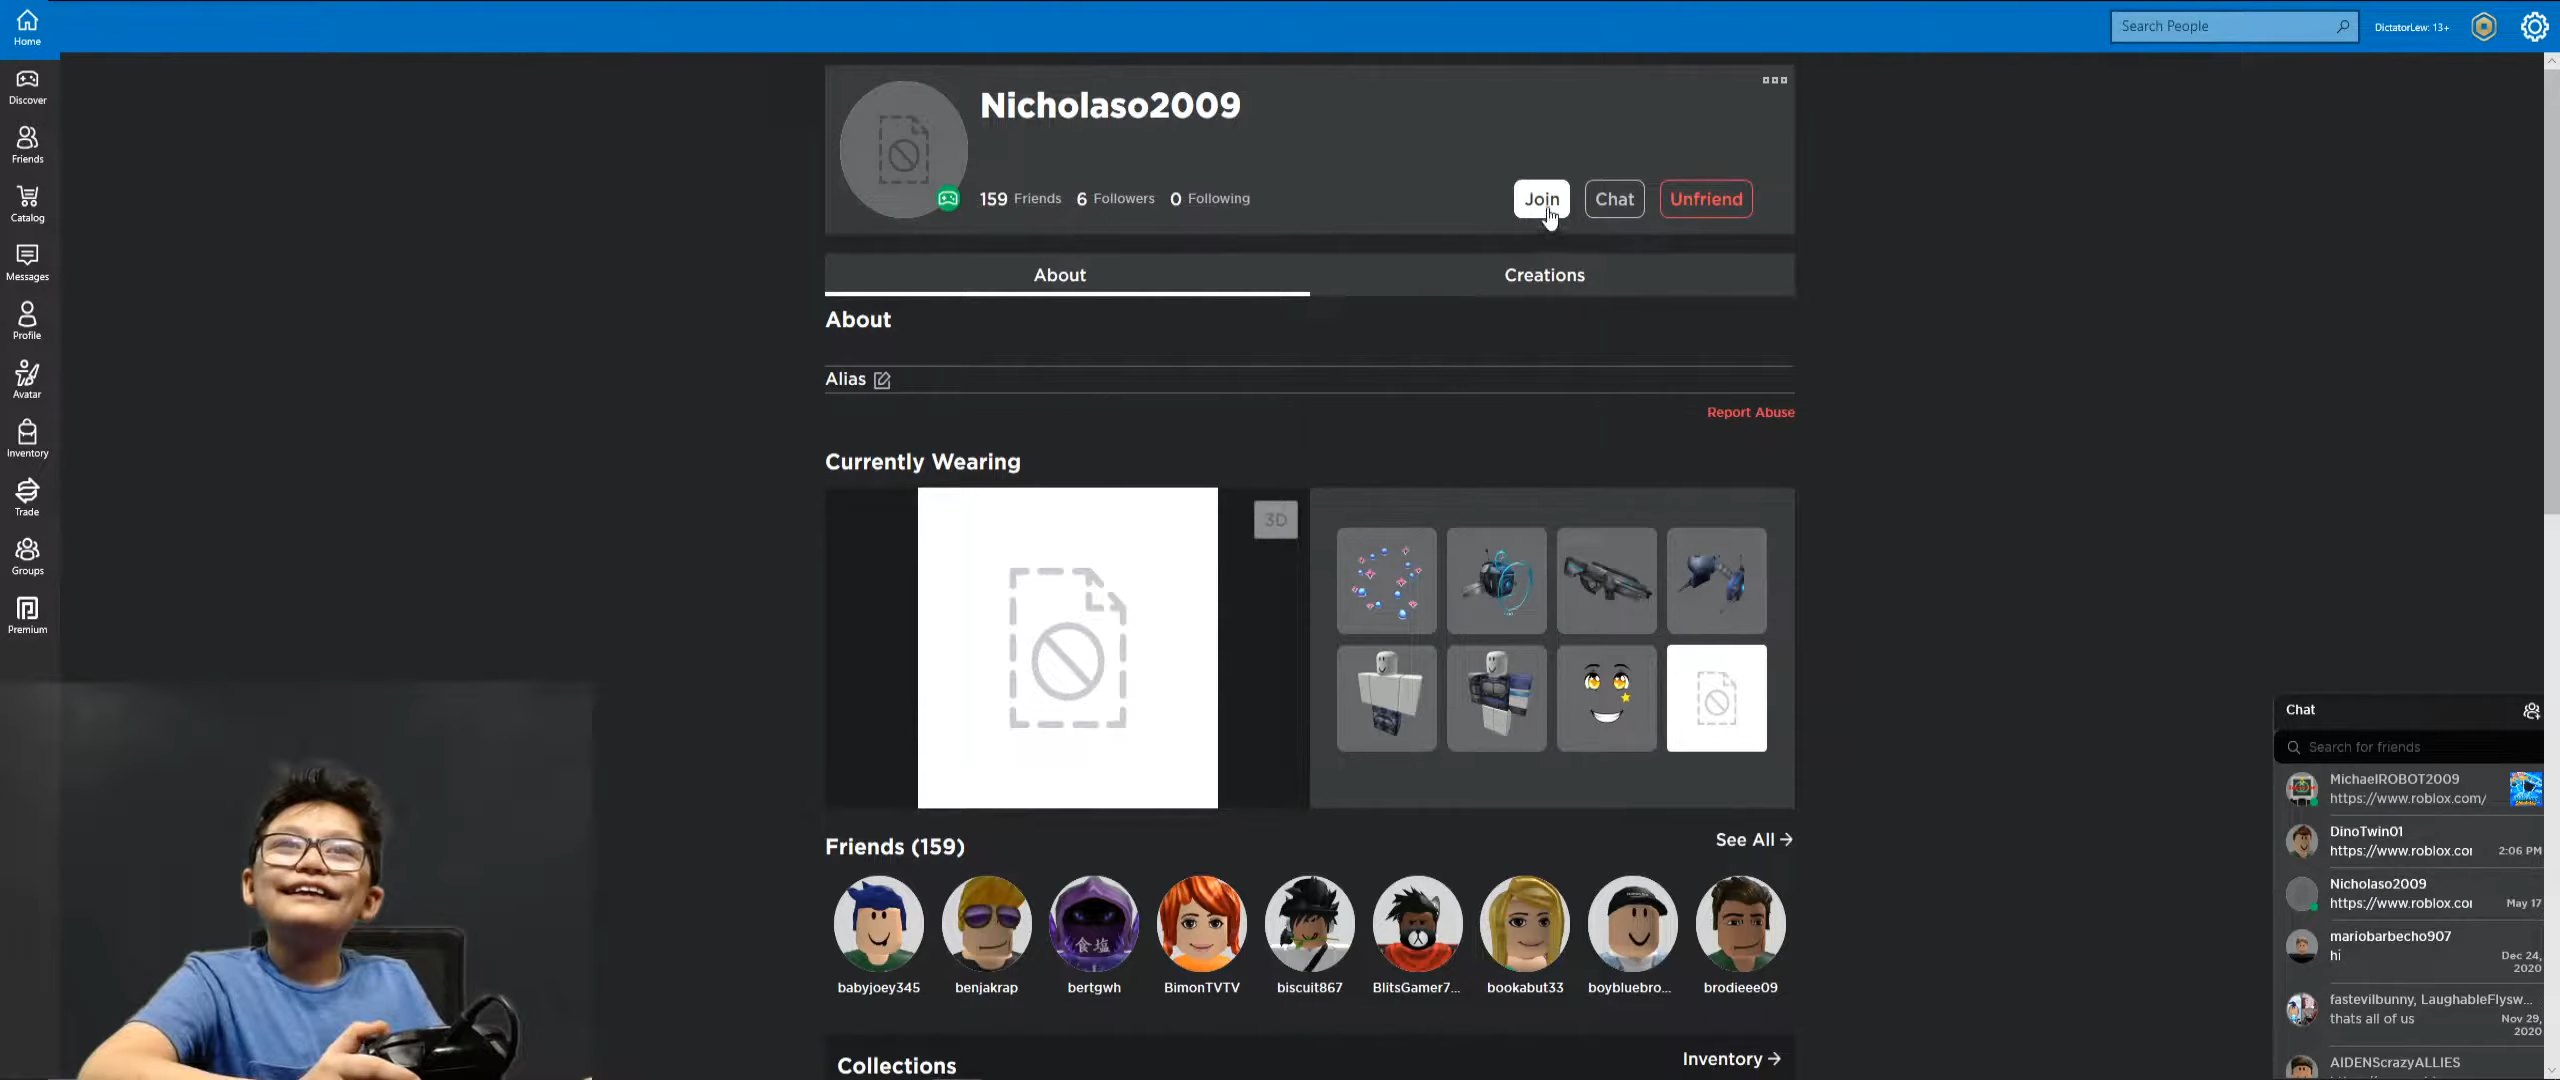 Home
Search People
DictatorLew: 13+
Discover
Friends
Catalog
Messages
Profile
Avatar
Inventory
Trade
Groups
Premium
Nicholaso2009
159 Friends 6 Followers 0 Following
Join
Chat
Unfriend
About
Creations
About
Alias
Report Abuse
Currently Wearing
3D
Friends (159)
See All →
食塩
babyjoey345
benjakrap
bertgwh
BimonTVTV
biscuit867
BlitsGamer7...
bookabut33
boybluebro...
brodieee09
Collections
Inventory →
Chat
Search for friends
MichaelROBOT2009
https://www.roblox.com/
DinoTwin01
https://www.roblox.co
2:06 PM
Nicholaso2009
https://www.roblox.co
May 17
mariobarbecho907
hi
Dec 24,
2020
fastevilbunny, LaughableFlysw...
thats all of us
Nov 29,
2020
AIDENScrazyALLIES